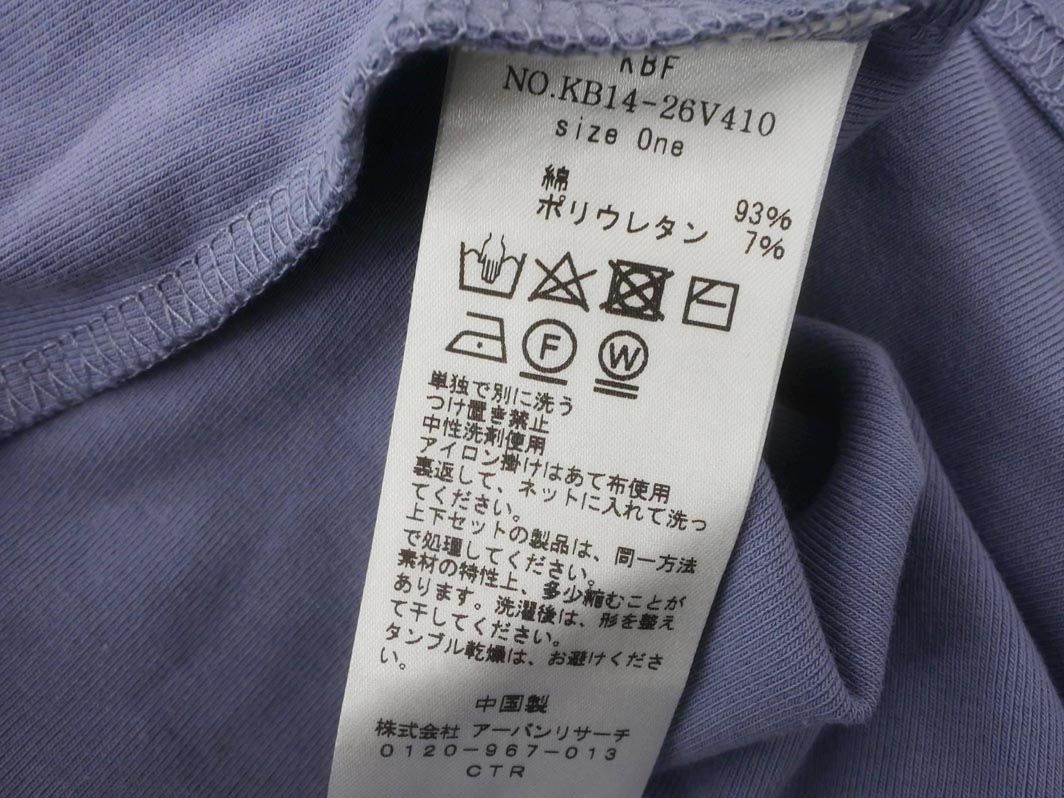 KBF
NO.KB14-26V410
size One
綿 93%
ポリウレタン 7%
F W
単独で別に洗う
つけ置き禁止
中性洗剤使用
アイロン掛けはあて布使用
裏返して、ネットに入れて洗っ
てください。
上下セットの製品は、同一方法
で処理してください。
素材の特性上、多少縮むことが
あります。洗濯後は、形を整え
て干してください。
タンブル乾燥は、お避けくださ
い。
中国製
株式会社 アーバンリサーチ
0120-967-013
CTR